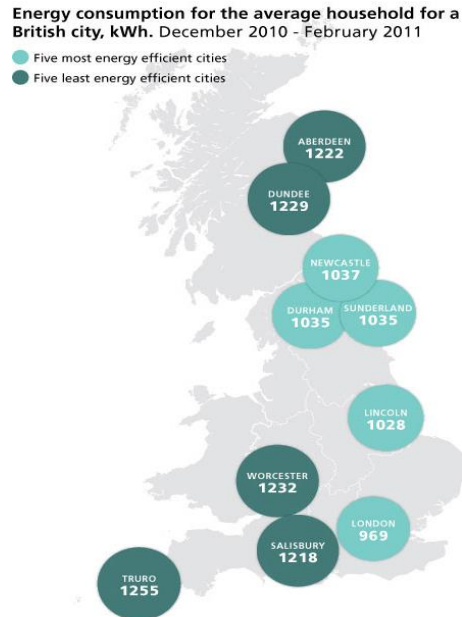 Energy consumption for the average household for a
British city, kWh. December 2010 - February 2011
Five most energy efficient cities
Five least energy efficient cities
ABERDEEN
1222
DUNDEE
1229
NEWCASTLE
1037
DURHAM
1035
SUNDERLAND
1035
LINCOLN
1028
WORCESTER
1232
LONDON
969
SALISBURY
1218
TRURO
1255